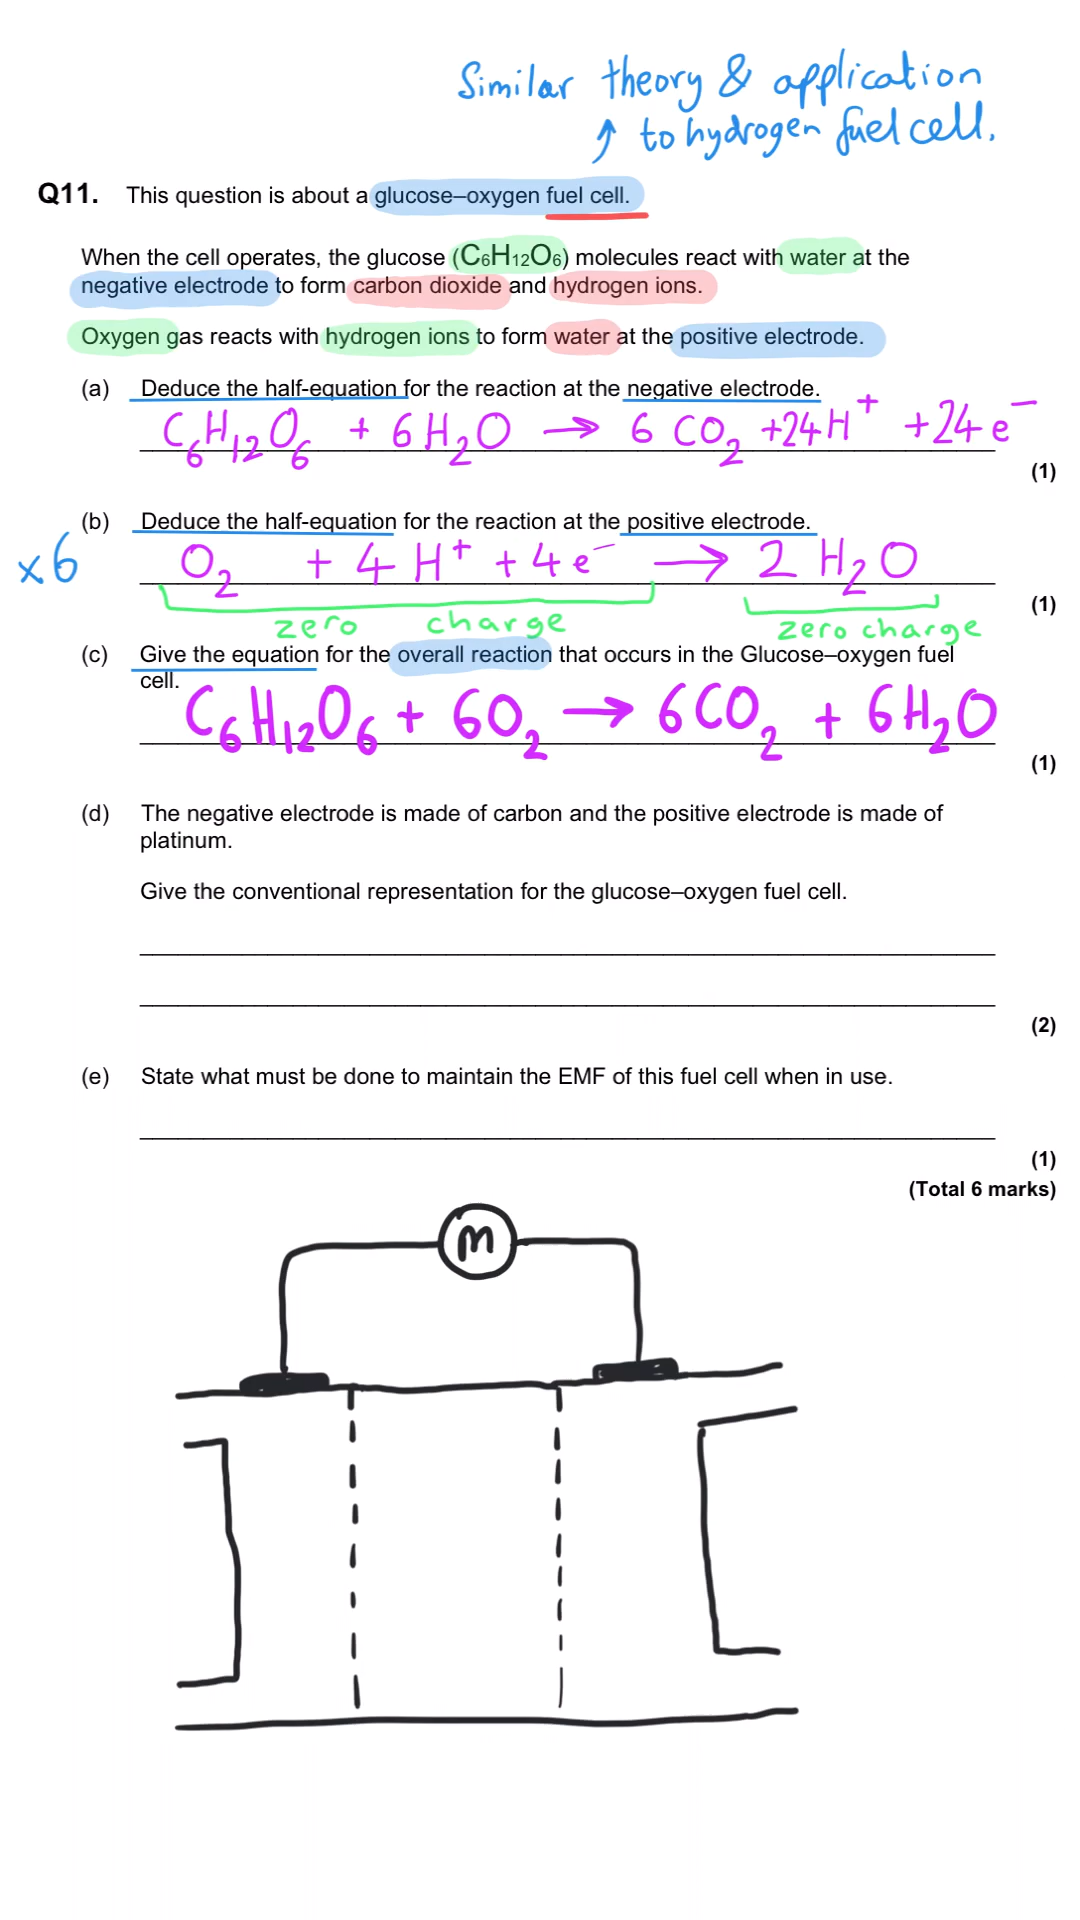 Similar theory & application
↑ to hydrogen fuel cell.
Q11. This question is about a glucose–oxygen fuel cell.
When the cell operates, the glucose (C₆H₁₂O₆) molecules react with water at the
negative electrode to form carbon dioxide and hydrogen ions.
Oxygen gas reacts with hydrogen ions to form water at the positive electrode.
(a) Deduce the half-equation for the reaction at the negative electrode.
C₆H₁₂O₆ + 6H₂O → 6CO₂ + 24H⁺ + 24e⁻
(1)
(b) Deduce the half-equation for the reaction at the positive electrode.
×6 O₂ + 4H⁺ + 4e⁻ → 2H₂O
(1)
zero charge zero charge
(c) Give the equation for the overall reaction that occurs in the Glucose–oxygen fuel
cell.
C₆H₁₂O₆ + 6O₂ → 6CO₂ + 6H₂O
(1)
(d) The negative electrode is made of carbon and the positive electrode is made of
platinum.
Give the conventional representation for the glucose–oxygen fuel cell.
(2)
(e) State what must be done to maintain the EMF of this fuel cell when in use.
(1)
(Total 6 marks)
M